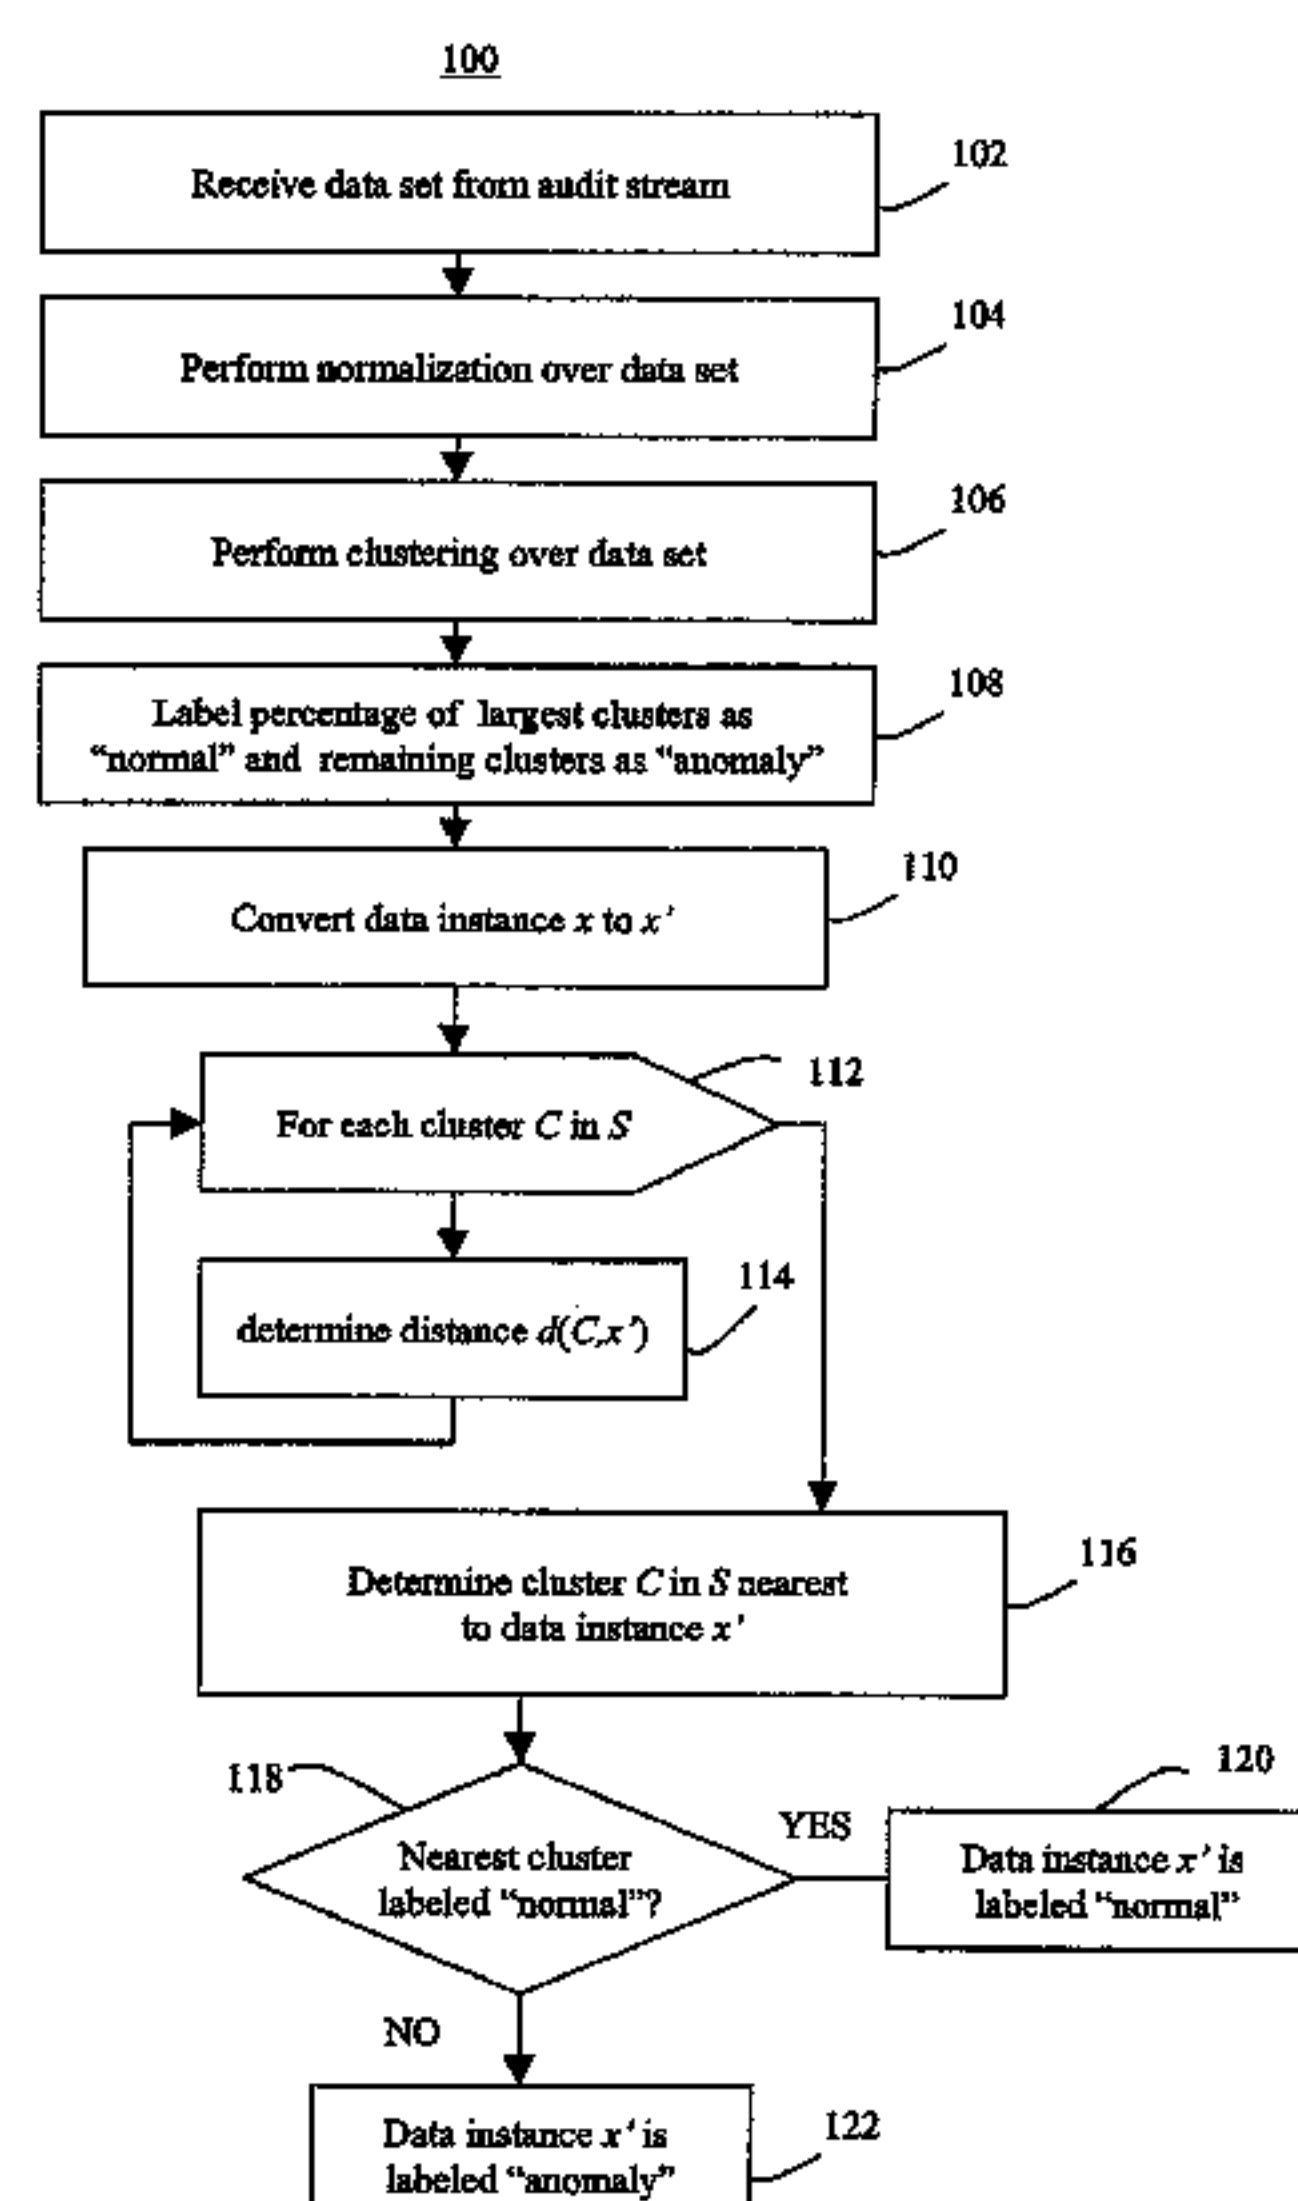 100
Receive data set from audit stream
102
Perform normalization over data set
104
Perform clustering over data set
106
Label percentage of largest clusters as
“normal” and remaining clusters as “anomaly”
108
Convert data instance x to x’
110
For each cluster C in S
112
determine distance d(C,x’)
114
Determine cluster C in S nearest
to data instance x’
116
118
Nearest cluster
labeled “normal”?
YES
120
Data instance x’ is
labeled “normal”
NO
Data instance x’ is
labeled “anomaly”
122